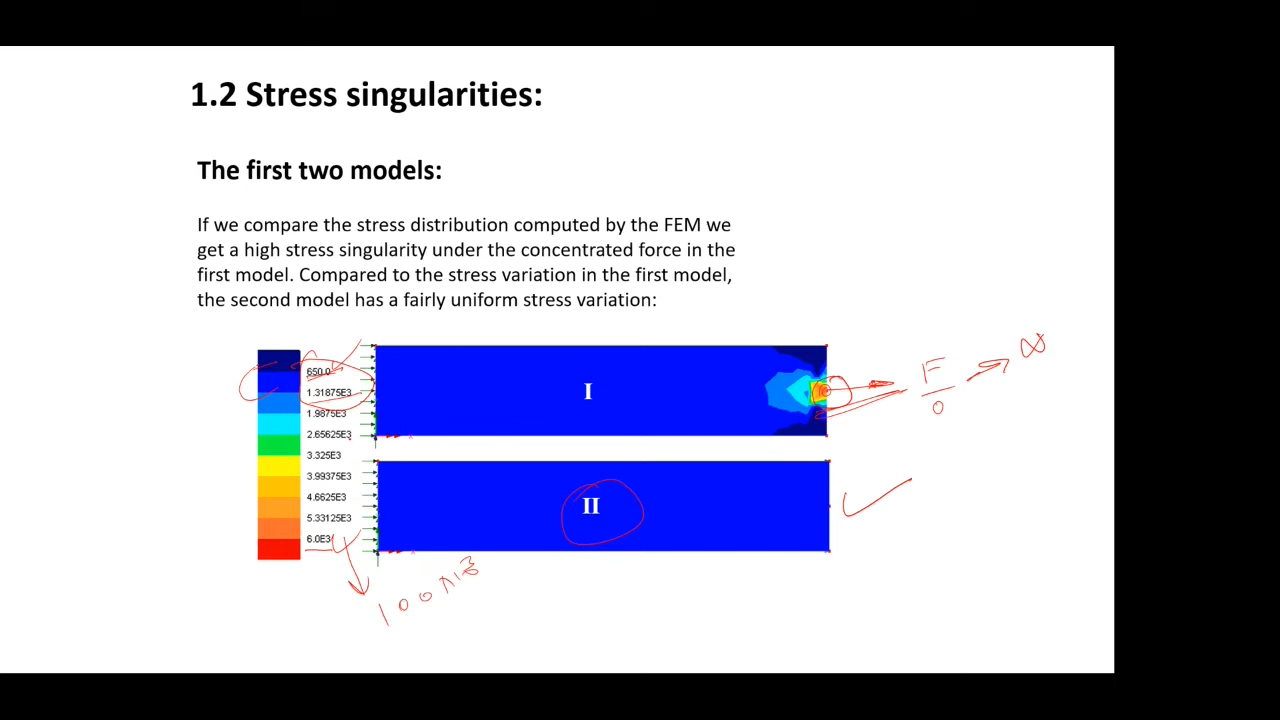 1.2 Stress singularities:
The first two models:
If we compare the stress distribution computed by the FEM we
get a high stress singularity under the concentrated force in the
first model. Compared to the stress variation in the first model,
the second model has a fairly uniform stress variation:
650.0
1.31875E3
1.9875E3
2.65625E3
3.325E3
3.99375E3
4.6625E3
5.33125E3
6.0E3
I
F
0
∞
II
100